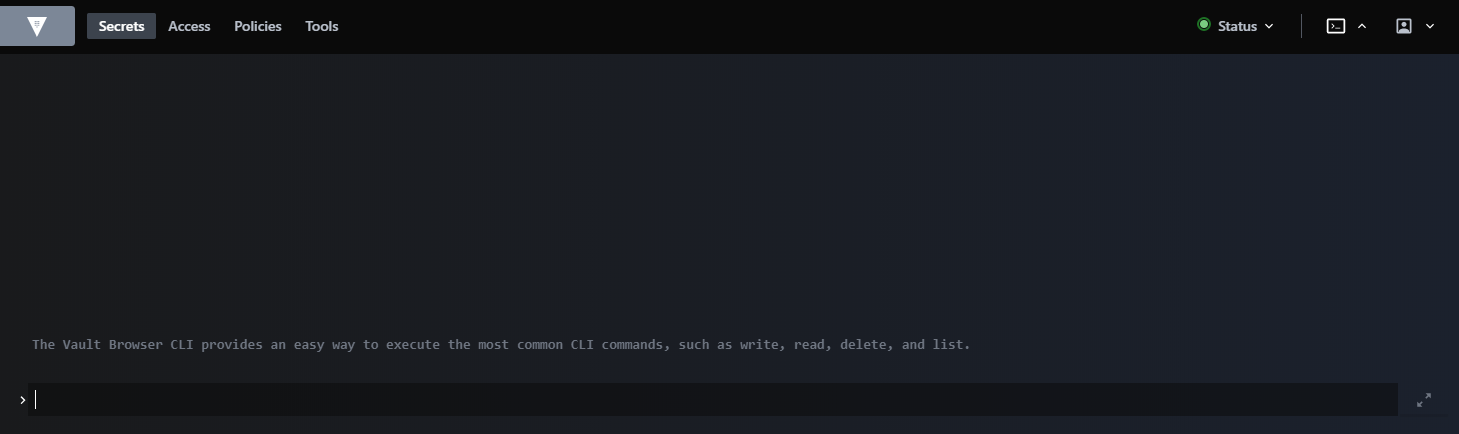 Secrets Access Policies Tools Status
The Vault Browser CLI provides an easy way to execute the most common CLI commands, such as write, read, delete, and list.